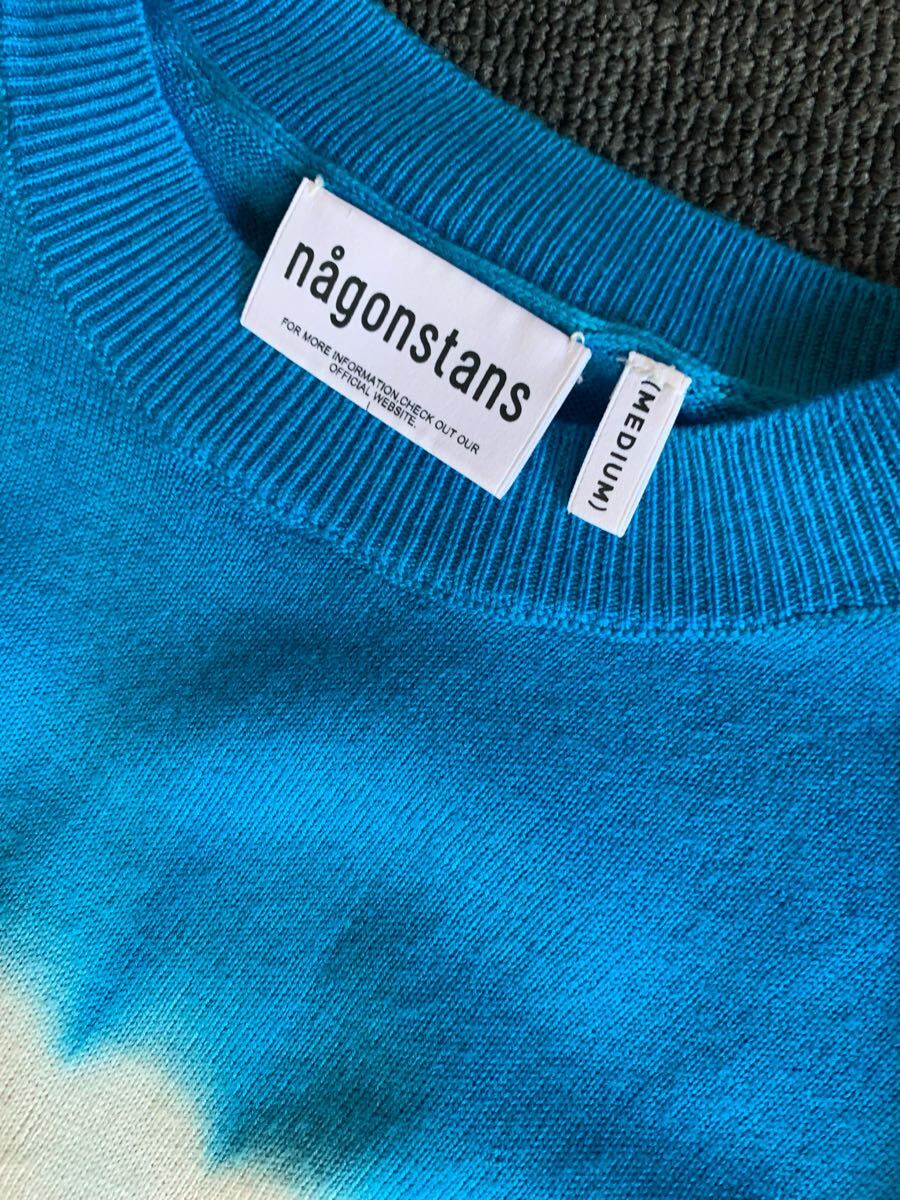 någonstans
FOR MORE INFORMATION,CHECK OUT OUR
OFFICIAL WEBSITE.
(MEDIUM)